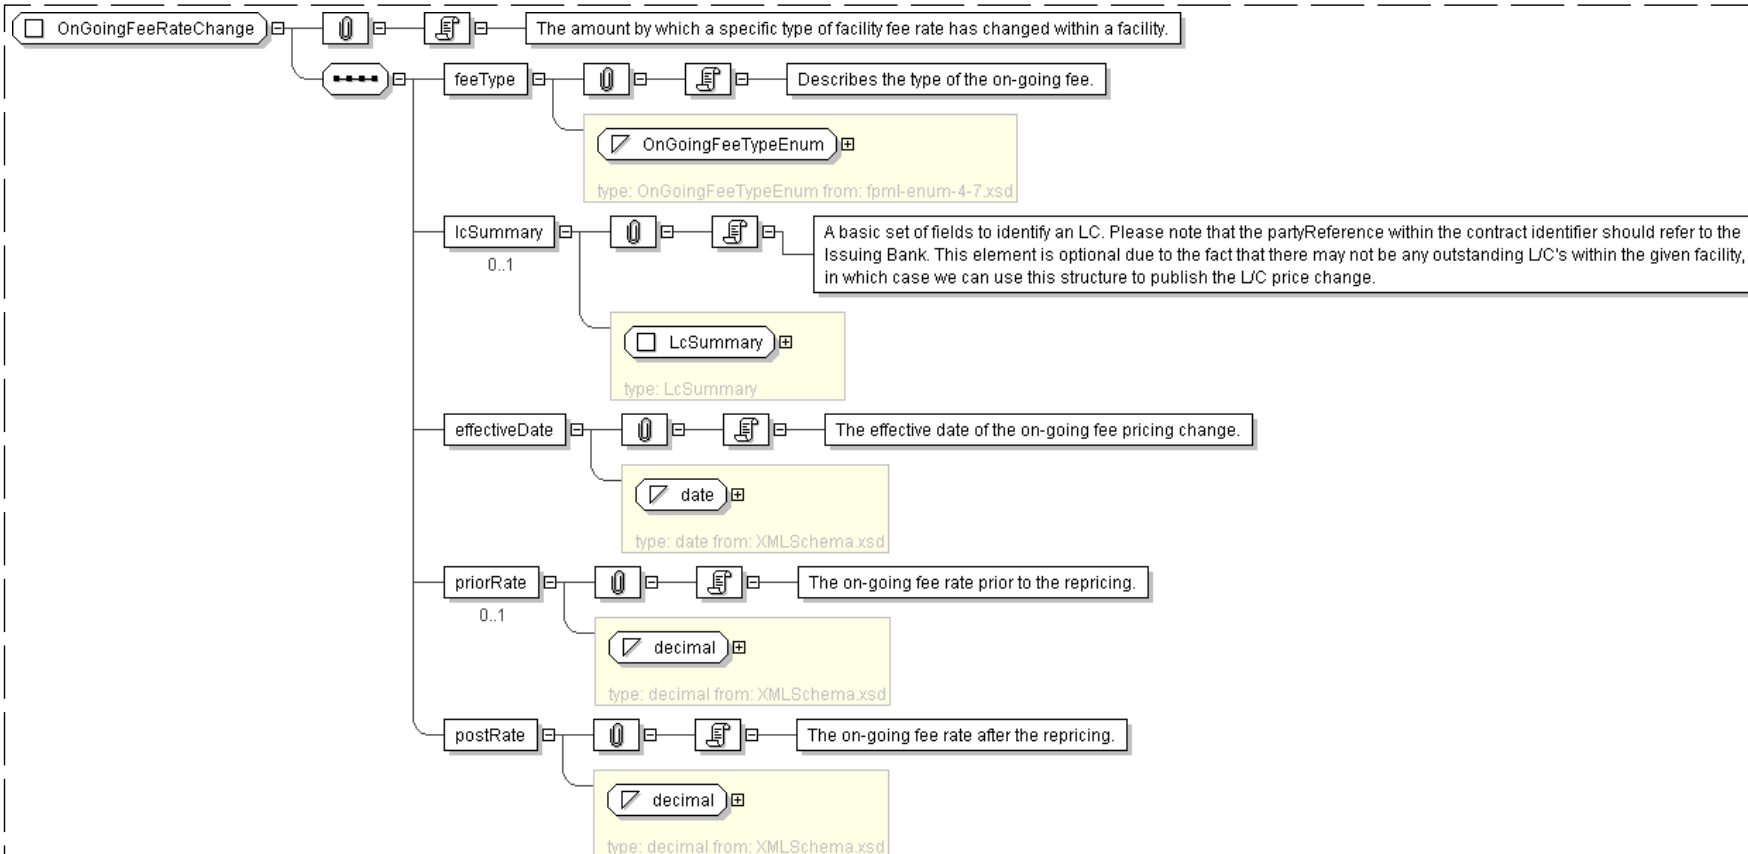 OnGoingFeeRateChange
The amount by which a specific type of facility fee rate has changed within a facility.
feeType
Describes the type of the on-going fee.
OnGoingFeeTypeEnum
type: OnGoingFeeTypeEnum from: fpml-enum-4-7.xsd
lcSummary
0..1
A basic set of fields to identify an LC. Please note that the partyReference within the contract identifier should refer to the
Issuing Bank. This element is optional due to the fact that there may not be any outstanding L/C's within the given facility,
in which case we can use this structure to publish the L/C price change.
LcSummary
type: LcSummary
effectiveDate
The effective date of the on-going fee pricing change.
date
type: date from: XMLSchema.xsd
priorRate
0..1
The on-going fee rate prior to the repricing.
decimal
type: decimal from: XMLSchema.xsd
postRate
The on-going fee rate after the repricing.
decimal
type: decimal from: XMLSchema.xsd